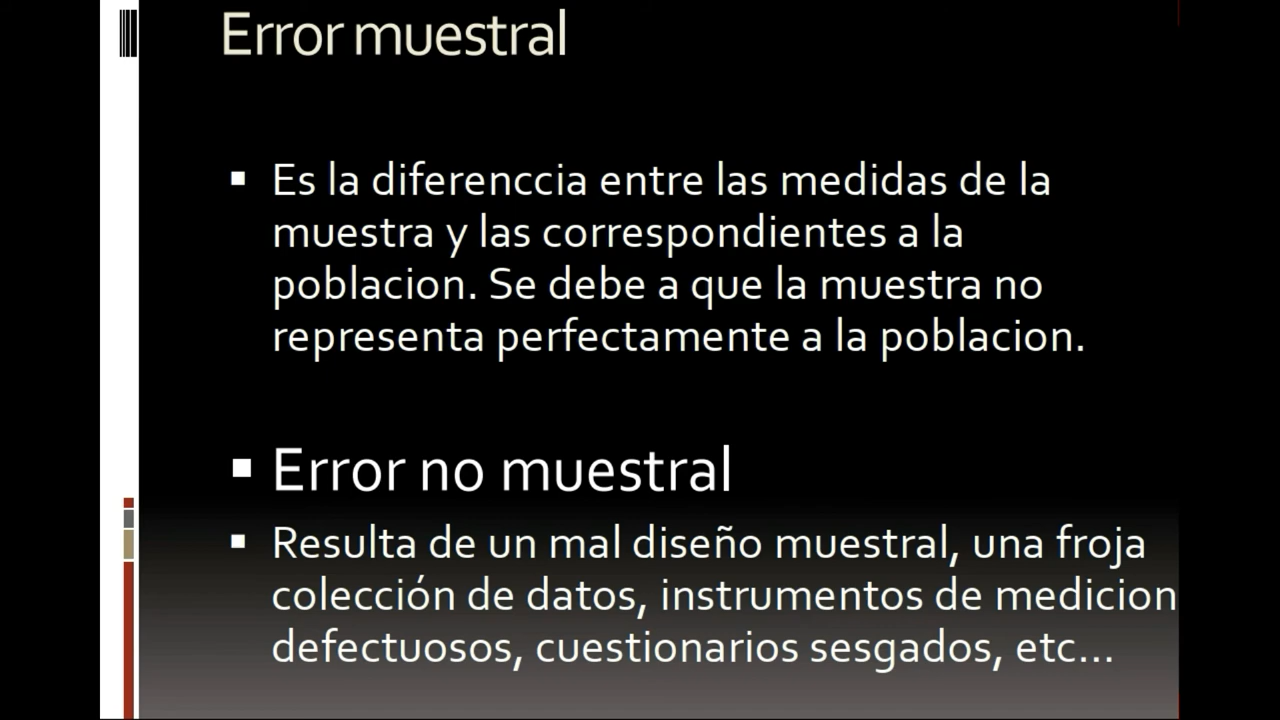 Error muestral
Es la diferenccia entre las medidas de la
muestra y las correspondientes a la
poblacion. Se debe a que la muestra no
representa perfectamente a la poblacion.
Error no muestral
Resulta de un mal diseño muestral, una froja
colección de datos, instrumentos de medicion
defectuosos, cuestionarios sesgados, etc...